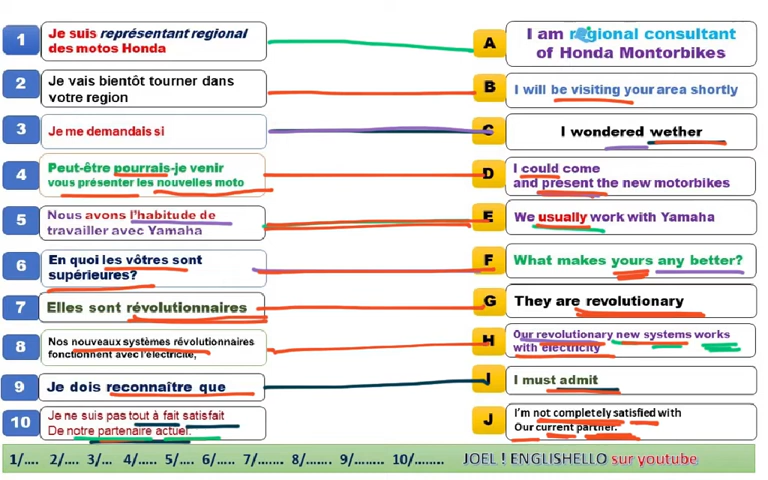 1
Je suis représentant regional
des motos Honda
A
I am regional consultant
of Honda Montorbikes
2
Je vais bientôt tourner dans
votre region
B
I will be visiting your area shortly
3
Je me demandais si
C
I wondered wether
4
Peut-être pourrais-je venir
vous présenter les nouvelles moto
D
I could come
and present the new motorbikes
5
Nous avons l'habitude de
travailler avec Yamaha
E
We usually work with Yamaha
6
En quoi les vôtres sont
supérieures?
F
What makes yours any better?
7
Elles sont révolutionnaires
G
They are revolutionary
8
Nos nouveaux systèmes révolutionnaires
fonctionnent avec l'électricité,
H
Our revolutionary new systems works
with electricity
9
Je dois reconnaître que
I
I must admit
10
Je ne suis pas tout à fait satisfait
De notre partenaire actuel.
J
I'm not completely satisfied with
Our current partner.
1/.... 2/.... 3/... 4/..... 5/.... 6/..... 7/....... 8/....... 9/........ 10/........ JOEL ! ENGLISHELLO sur youtube